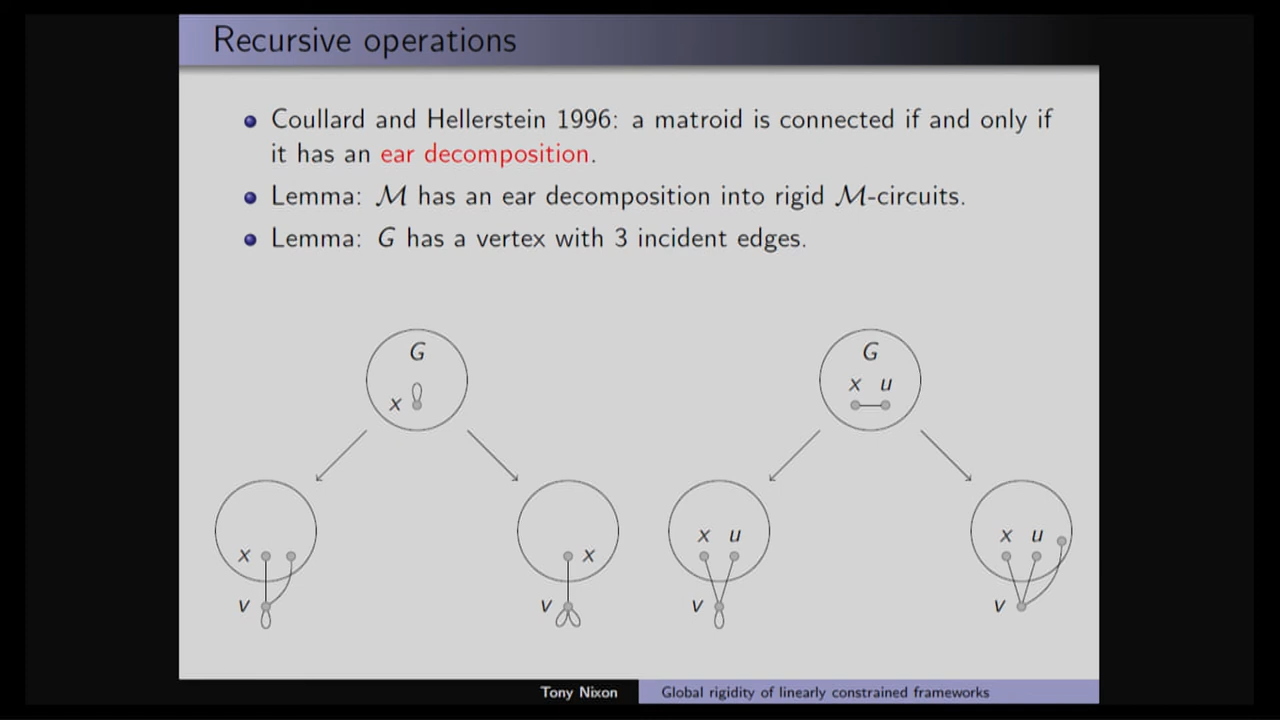 Recursive operations
Coullard and Hellerstein 1996: a matroid is connected if and only if
it has an ear decomposition.
Lemma: ℳ has an ear decomposition into rigid ℳ-circuits.
Lemma: G has a vertex with 3 incident edges.
G
x
G
x u
x
v
x
v
x u
v
x u
v
Tony Nixon
Global rigidity of linearly constrained frameworks